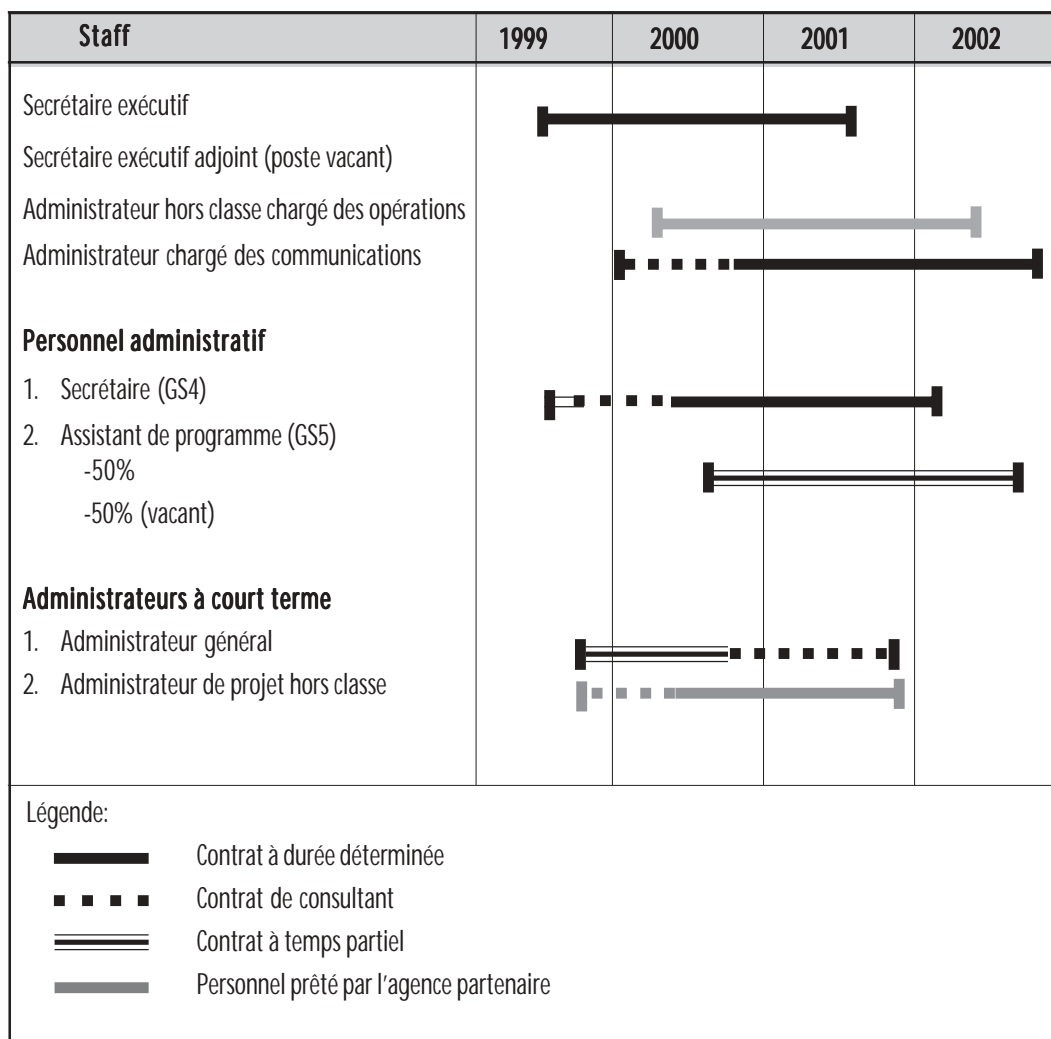 Staff 1999 2000 2001 2002
Secrétaire exécutif
Secrétaire exécutif adjoint (poste vacant)
Administrateur hors classe chargé des opérations
Administrateur chargé des communications
Personnel administratif
1. Secrétaire (GS4)
2. Assistant de programme (GS5)
-50%
-50% (vacant)
Administrateurs à court terme
1. Administrateur général
2. Administrateur de projet hors classe
Légende:
Contrat à durée déterminée
Contrat de consultant
Contrat à temps partiel
Personnel prêté par l'agence partenaire